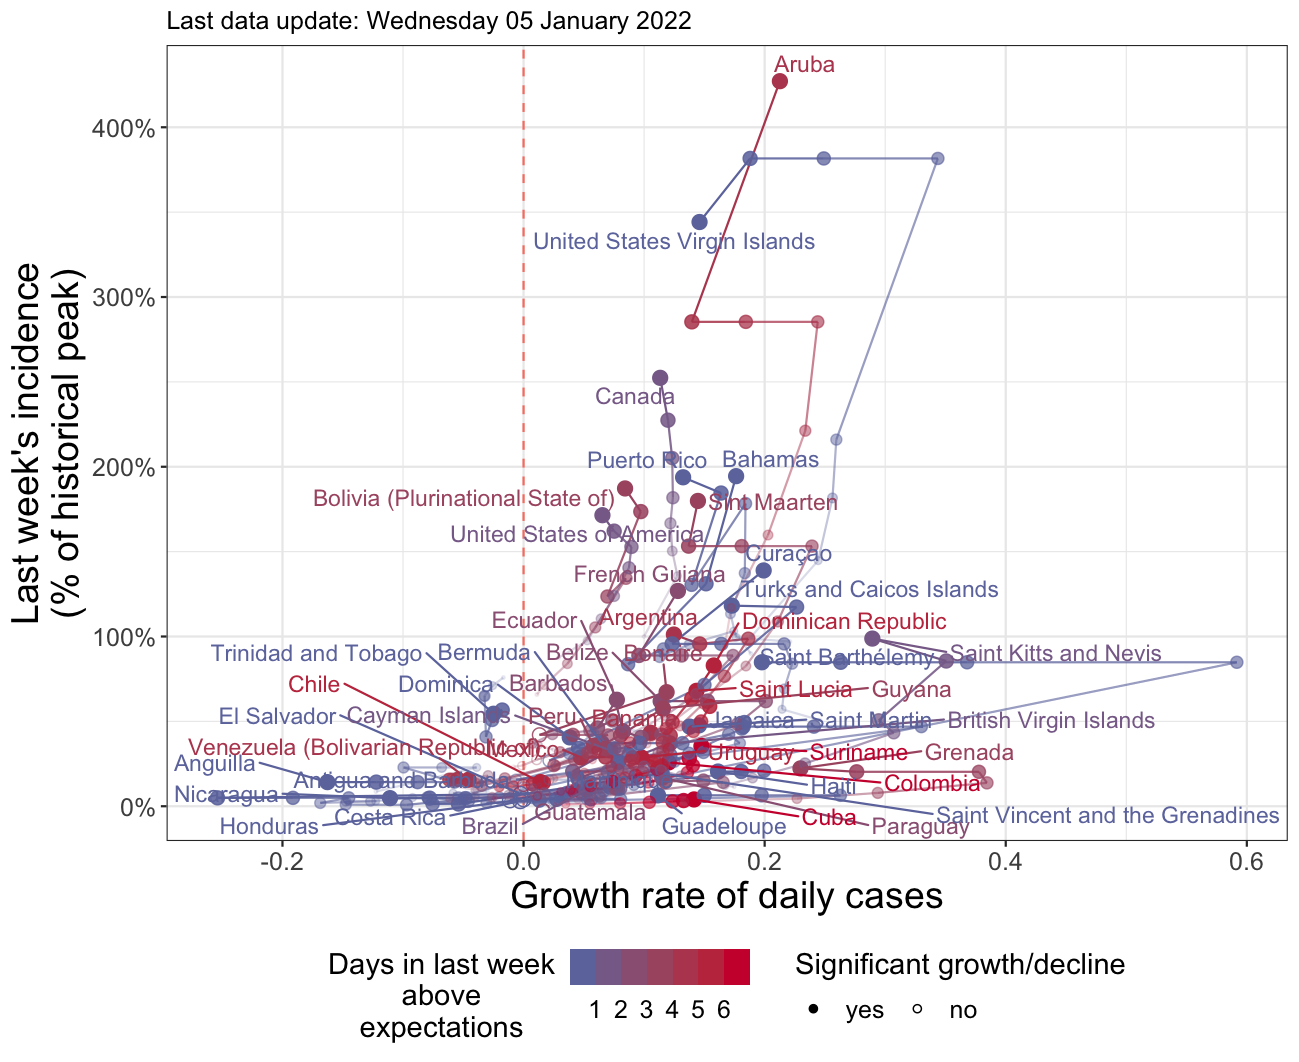 Last data update: Wednesday 05 January 2022
Last week's incidence
(% of historical peak)
400%
300%
200%
100%
0%
Aruba
United States Virgin Islands
Canada
Puerto Rico
Bahamas
Bolivia (Plurinational State of)
Sint Maarten
United States of America
Curaçao
French Guiana
Turks and Caicos Islands
Ecuador
Argentina
Dominican Republic
Trinidad and Tobago
Bermuda
Belize
Bonaire
Saint Barthélemy
Saint Kitts and Nevis
Chile
Dominica
Barbados
Saint Lucia
Guyana
El Salvador
Cayman Islands
Peru
Panama
Jamaica
Saint Martin
British Virgin Islands
Venezuela (Bolivarian Republic of)
Mexico
Uruguay
Suriname
Grenada
Anguilla
Antigua and Barbuda
Haiti
Colombia
Nicaragua
Costa Rica
Guatemala
Cuba
Saint Vincent and the Grenadines
Honduras
Brazil
Guadeloupe
Paraguay
-0.2 0.0 0.2 0.4 0.6
Growth rate of daily cases
Days in last week
above
expectations
1 2 3 4 5 6
Significant growth/decline
yes no